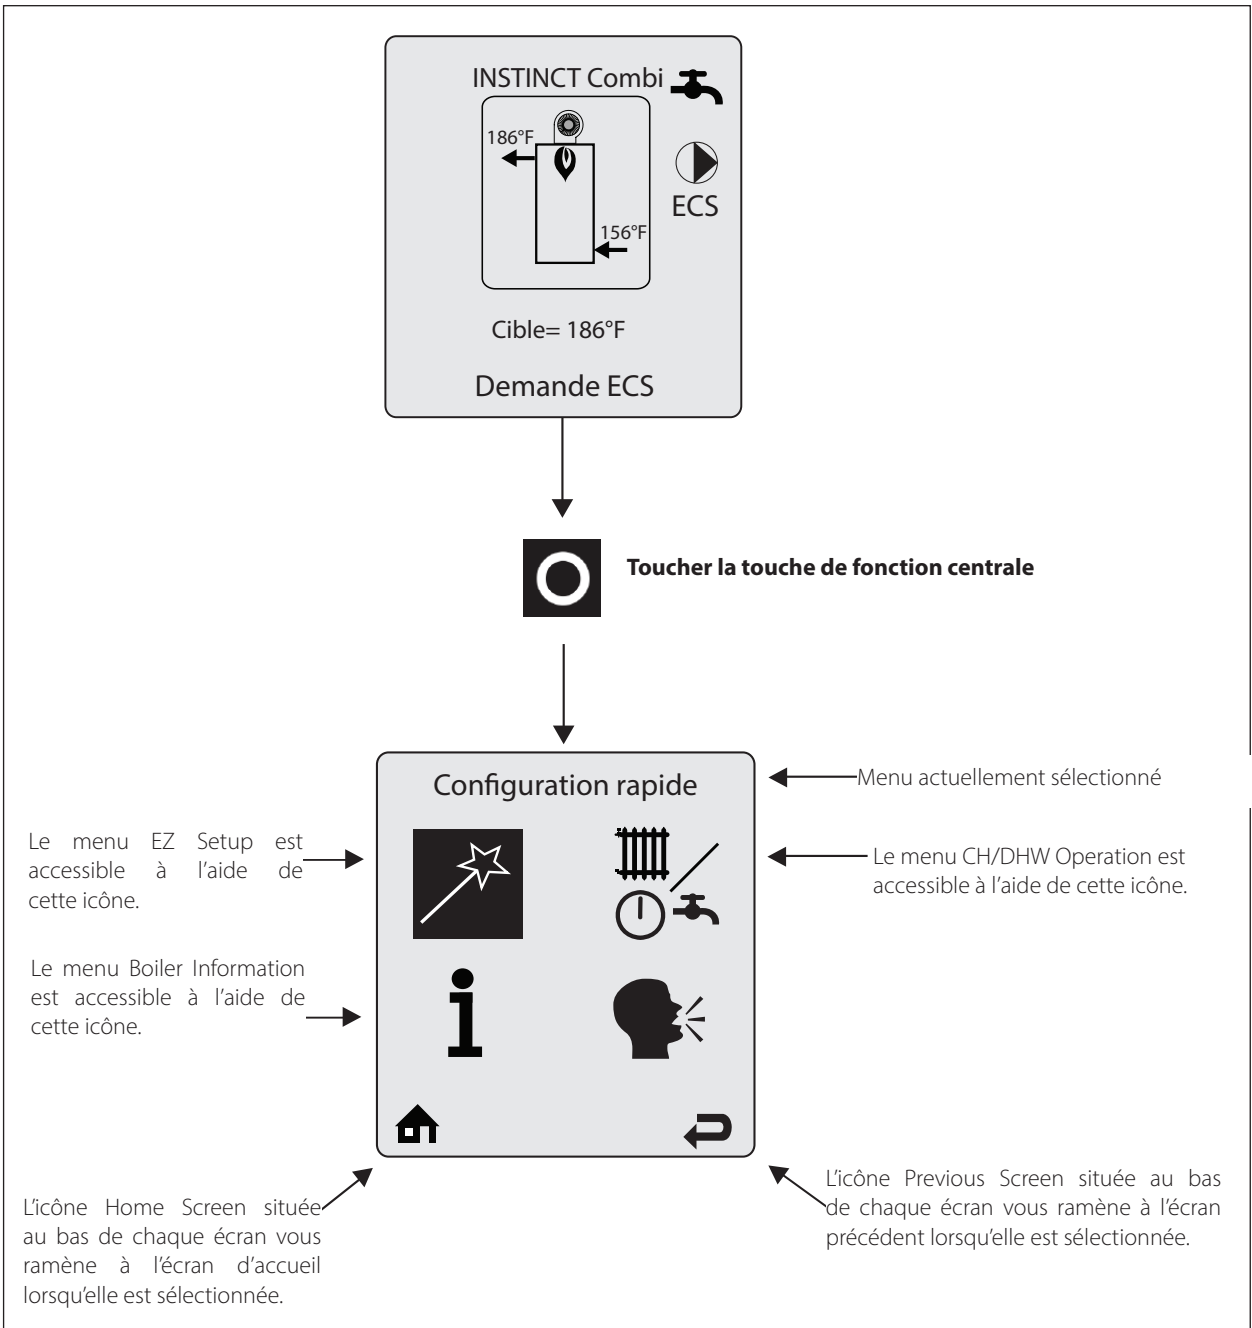 INSTINCT Combi
186°F
ECS
156°F
Cible= 186°F
Demande ECS
Toucher la touche de fonction centrale
Configuration rapide
Menu actuellement sélectionné
Le menu EZ Setup est
accessible à l'aide de
cette icône.
Le menu CH/DHW Operation est
accessible à l'aide de cette icône.
Le menu Boiler Information
est accessible à l'aide de
cette icône.
L'icône Home Screen située
au bas de chaque écran vous
ramène à l'écran d'accueil
lorsqu'elle est sélectionnée.
L'icône Previous Screen située au bas
de chaque écran vous ramène à l'écran
précédent lorsqu'elle est sélectionnée.